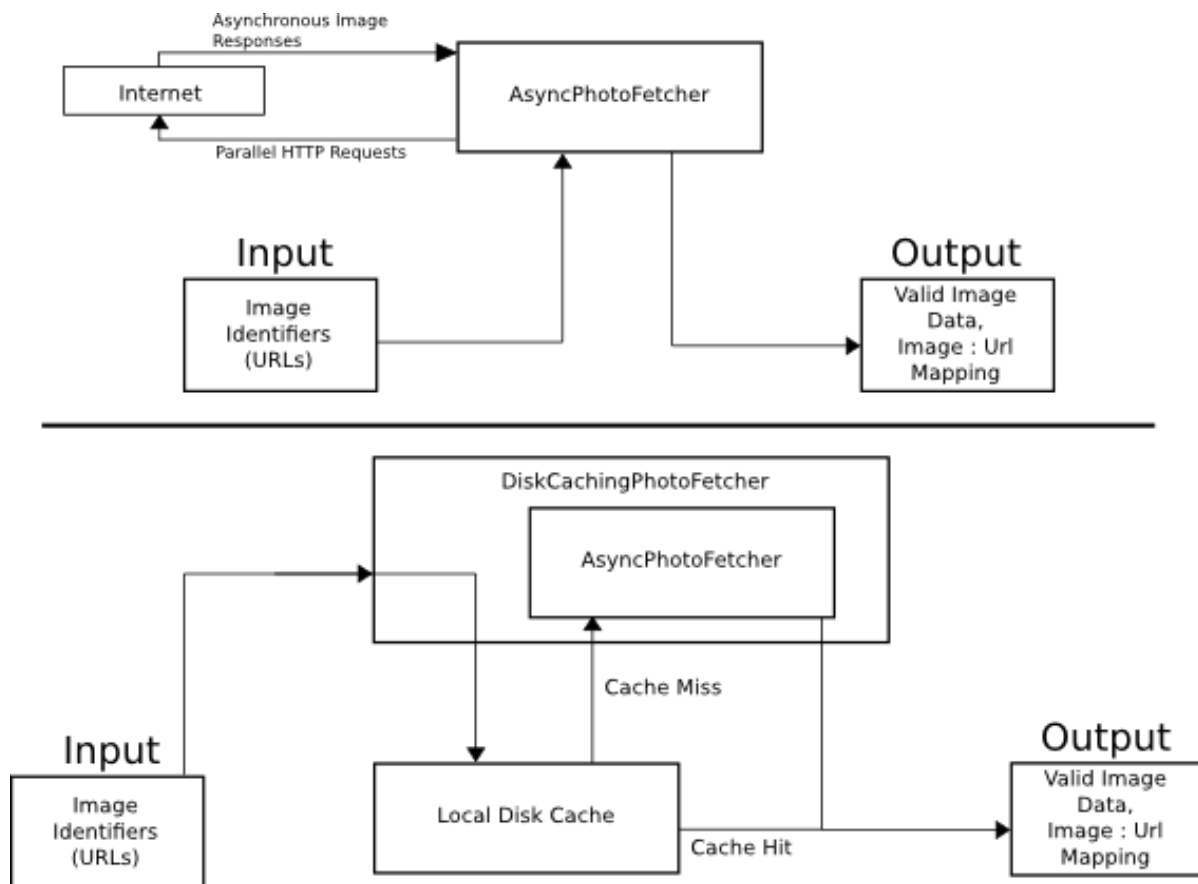 Asynchronous Image
Responses
Internet
AsyncPhotoFetcher
Parallel HTTP Requests
Input
Image
Identifiers
(URLs)
Output
Valid Image
Data,
Image : Url
Mapping
DiskCachingPhotoFetcher
AsyncPhotoFetcher
Cache Miss
Input
Image
Identifiers
(URLs)
Local Disk Cache
Cache Hit
Output
Valid Image
Data,
Image : Url
Mapping